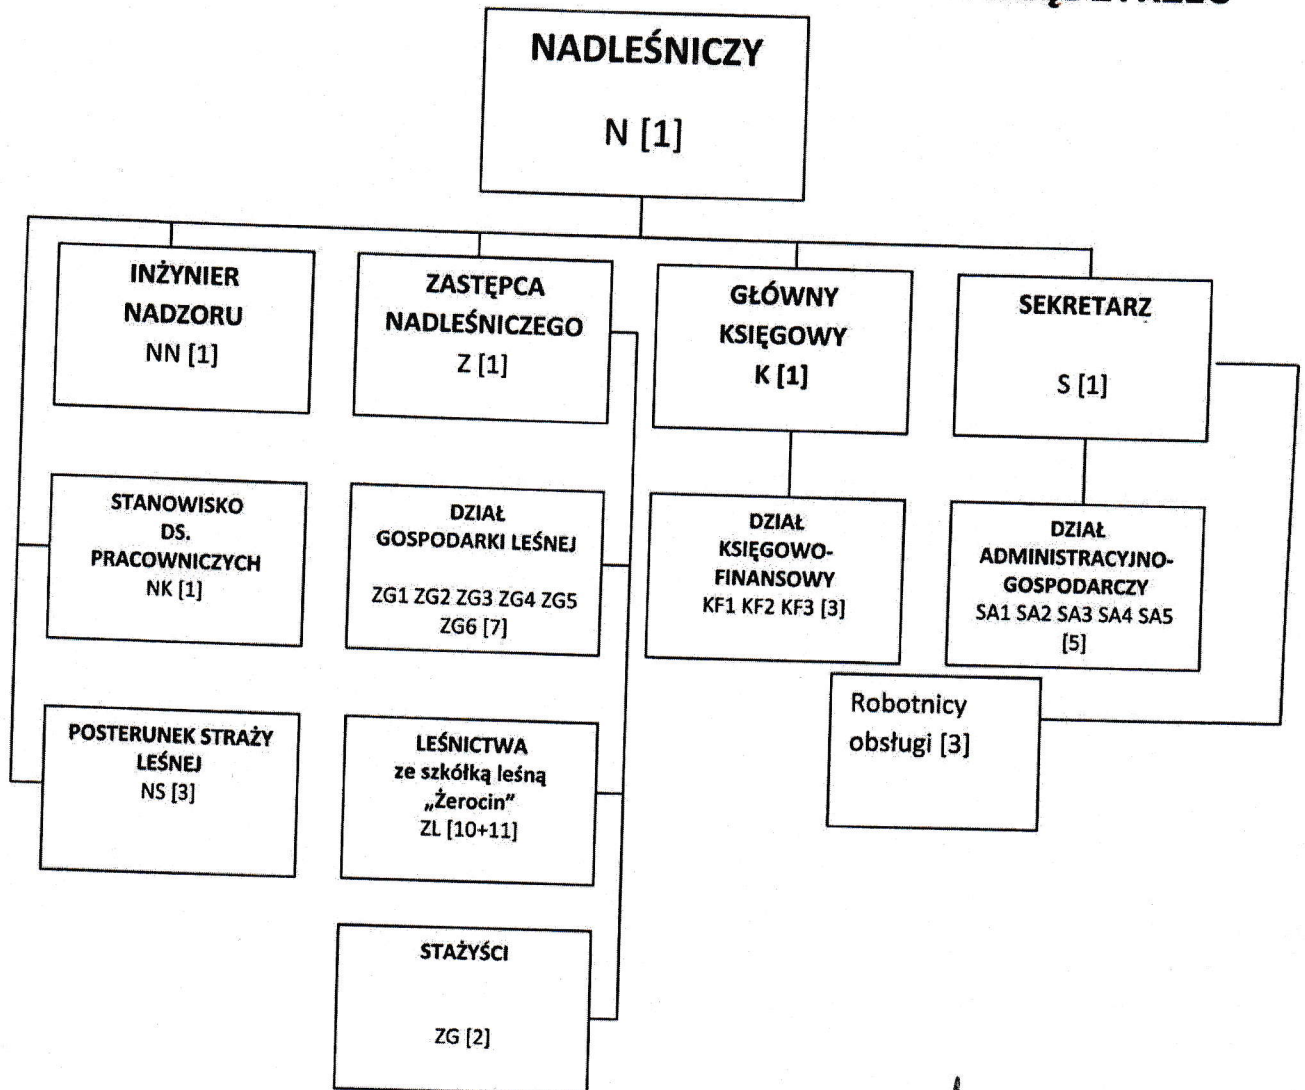 NADLEŚNICZY
N [1]
INŻYNIER
NADZORU
NN [1]
ZASTĘPCA
NADLEŚNICZEGO
Z [1]
GŁÓWNY
KSIĘGOWY
K [1]
SEKRETARZ
S [1]
STANOWISKO
DS.
PRACOWNICZYCH
NK [1]
DZIAŁ
GOSPODARKI LEŚNEJ
ZG1 ZG2 ZG3 ZG4 ZG5
ZG6 [7]
DZIAŁ
KSIĘGOWO-
FINANSOWY
KF1 KF2 KF3 [3]
DZIAŁ
ADMINISTRACYJNO-
GOSPODARCZY
SA1 SA2 SA3 SA4 SA5
[5]
Robotnicy
obsługi [3]
POSTERUNEK STRAŻY
LEŚNEJ
NS [3]
LEŚNICTWA
ze szkółką leśną
„Żerocin”
ZL [10+11]
STAŻYŚCI
ZG [2]